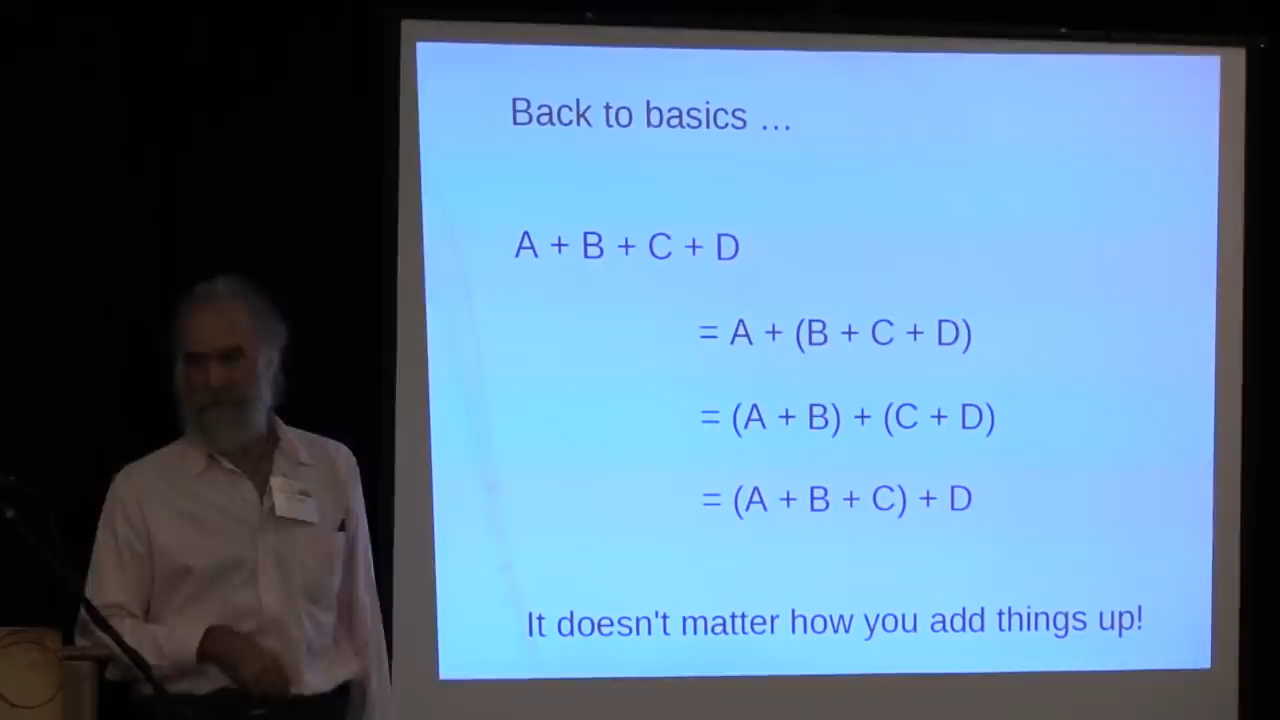 Back to basics ...
A + B + C + D
= A + (B + C + D)
= (A + B) + (C + D)
= (A + B + C) + D
It doesn't matter how you add things up!